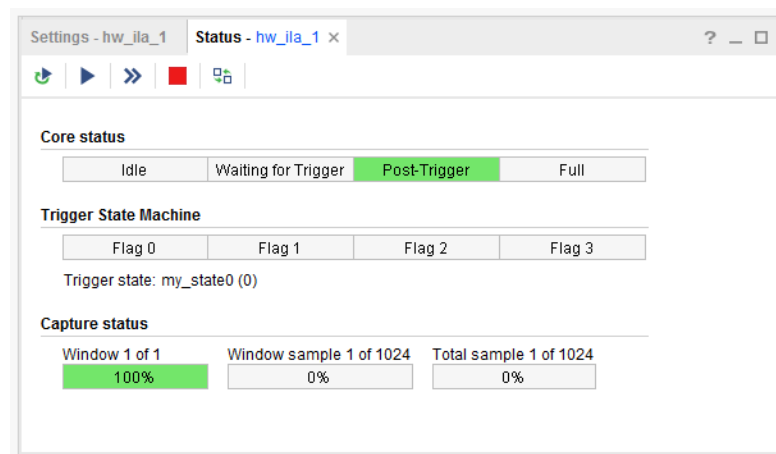 Settings - hw_ila_1 Status - hw_ila_1 × ? _
Core status
Idle Waiting for Trigger Post-Trigger Full
Trigger State Machine
Flag 0 Flag 1 Flag 2 Flag 3
Trigger state: my_state0 (0)
Capture status
Window 1 of 1 Window sample 1 of 1024 Total sample 1 of 1024
100% 0% 0%